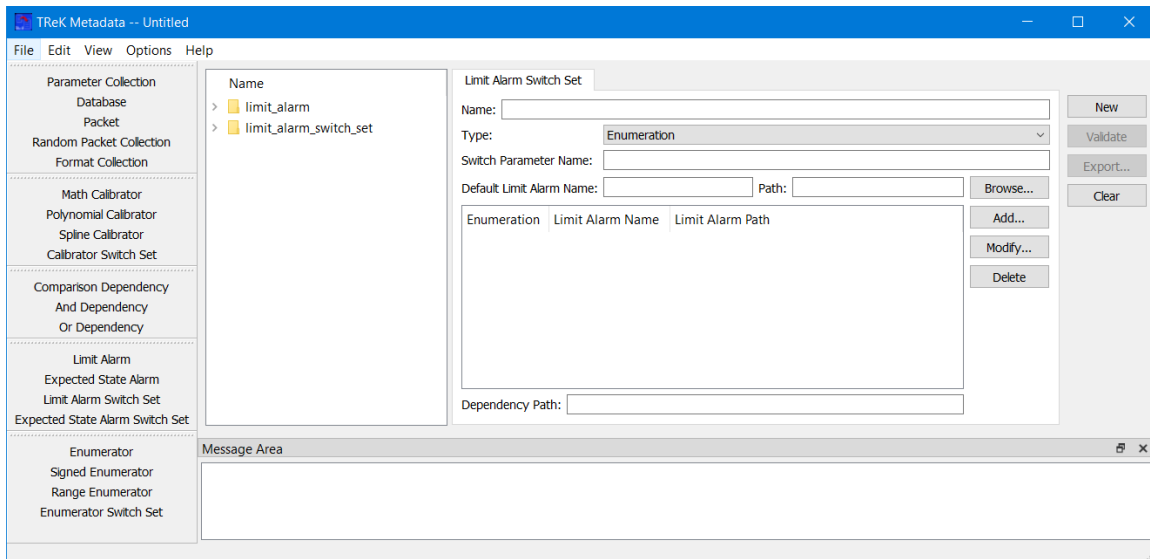 TReK Metadata -- Untitled
File Edit View Options Help
Parameter Collection
Database
Packet
Random Packet Collection
Format Collection
Math Calibrator
Polynomial Calibrator
Spline Calibrator
Calibrator Switch Set
Comparison Dependency
And Dependency
Or Dependency
Limit Alarm
Expected State Alarm
Limit Alarm Switch Set
Expected State Alarm Switch Set
Enumerator
Signed Enumerator
Range Enumerator
Enumerator Switch Set
Name
limit_alarm
limit_alarm_switch_set
Limit Alarm Switch Set
Name:
Type: Enumeration
Switch Parameter Name:
Default Limit Alarm Name: Path: Browse...
Enumeration Limit Alarm Name Limit Alarm Path
Add...
Modify...
Delete
Dependency Path:
New
Validate
Export...
Clear
Message Area